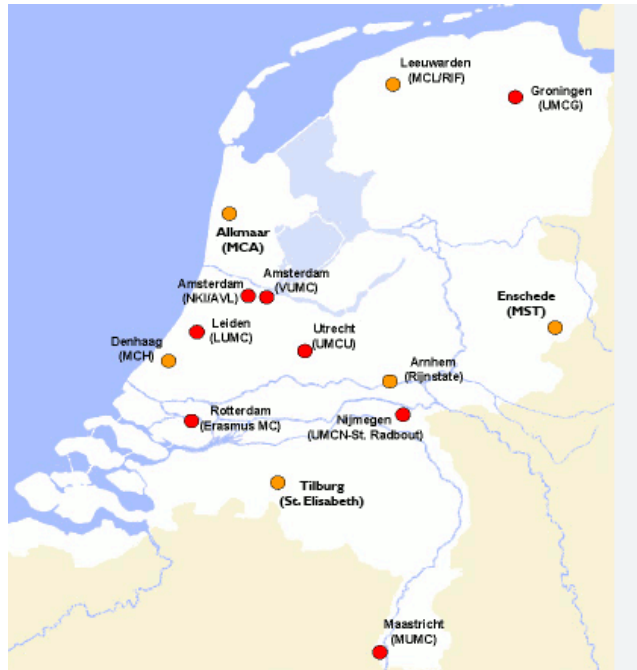 Leeuwarden
(MCL/RIF)
Groningen
(UMCG)
Alkmaar
(MCA)
Amsterdam
(NKI/AVL)
Amsterdam
(VUMC)
Enschede
(MST)
Leiden
(LUMC)
Utrecht
(UMCU)
Denhaag
(MCH)
Arnhem
(Rijnstate)
Rotterdam
(Erasmus MC)
Nijmegen
(UMCN-St. Radbout)
Tilburg
(St. Elisabeth)
Maastricht
(MUMC)